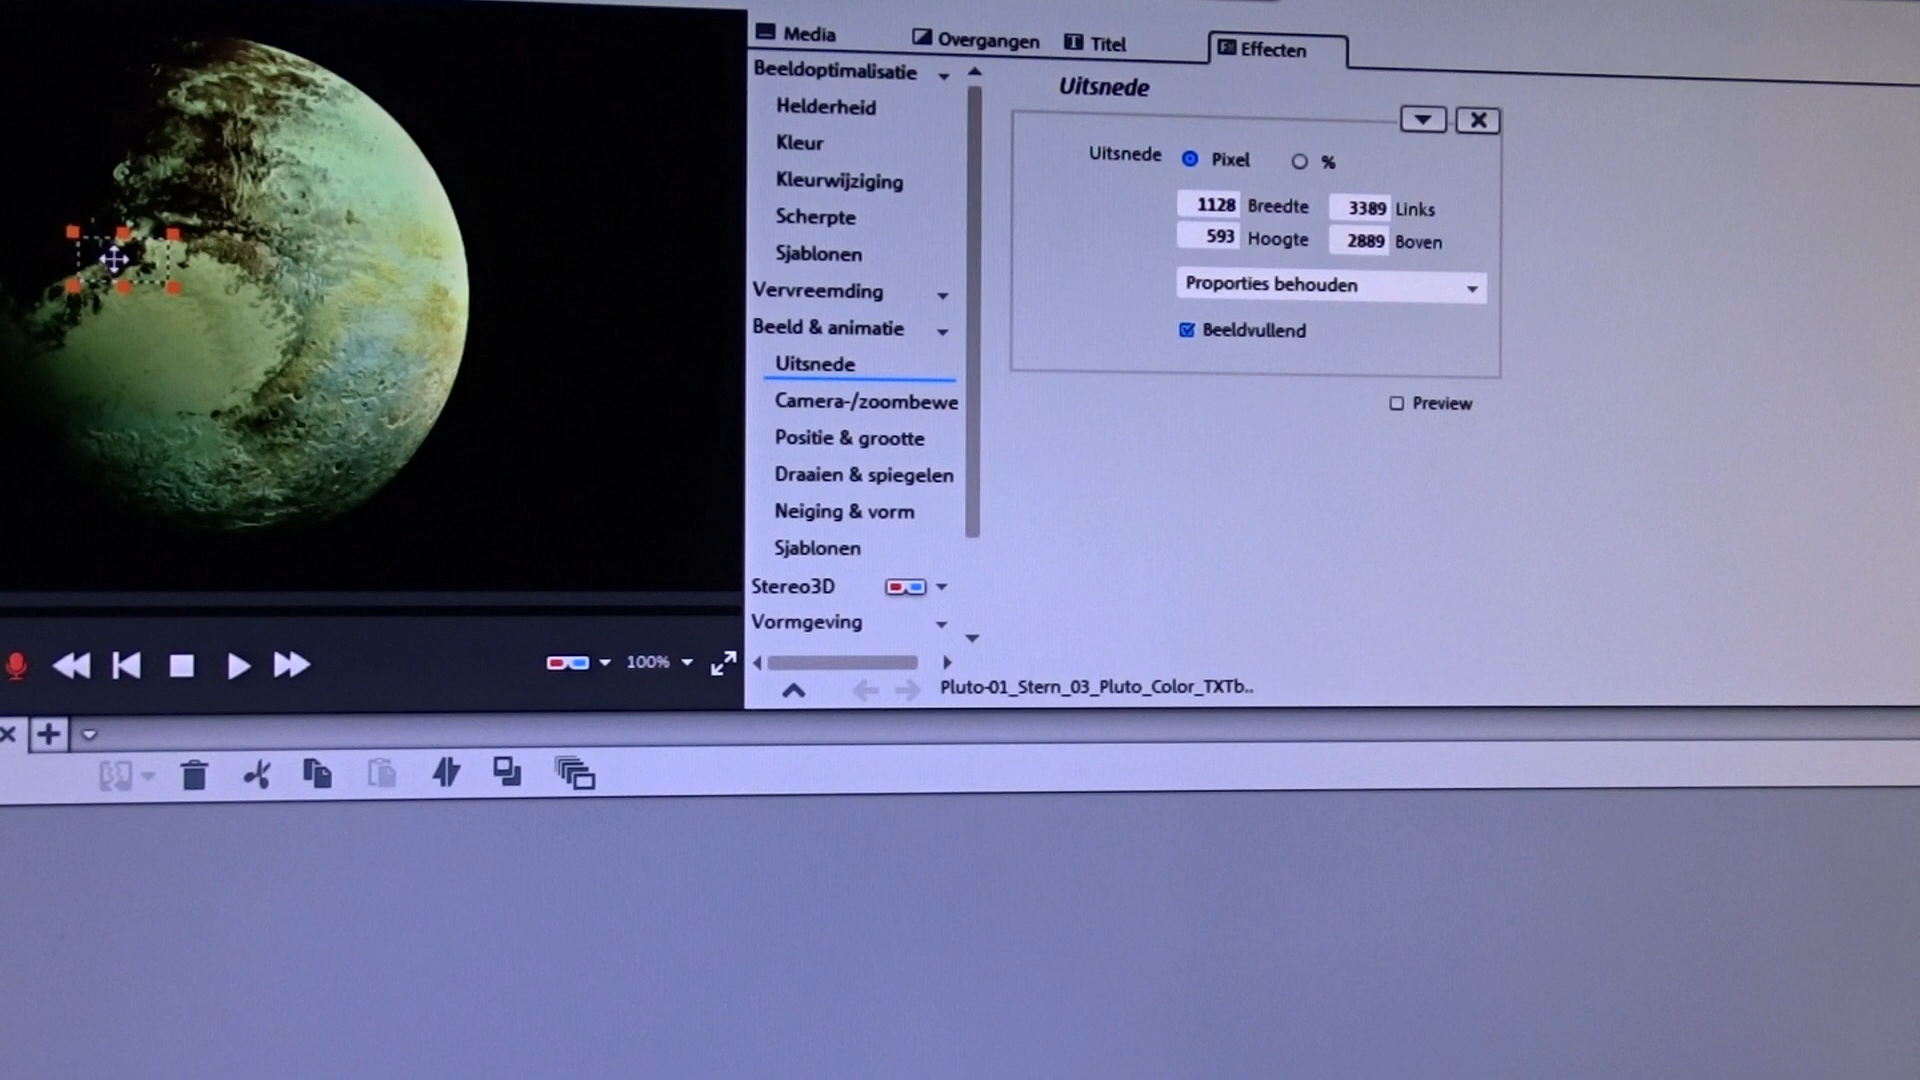 Media
Overgangen
Titel
Effecten
Beeldoptimalisatie
Helderheid
Kleur
Kleurwijziging
Scherpte
Sjablonen
Vervreemding
Beeld & animatie
Uitsnede
Camera-/zoombewe
Positie & grootte
Draaien & spiegelen
Neiging & vorm
Sjablonen
Stereo3D
Vormgeving
Uitsnede
Uitsnede Pixel %
1128 Breedte 3389 Links
593 Hoogte 2889 Boven
Proporties behouden
Beeldvullend
Preview
100%
Pluto-01_Stern_03_Pluto_Color_TXTb..